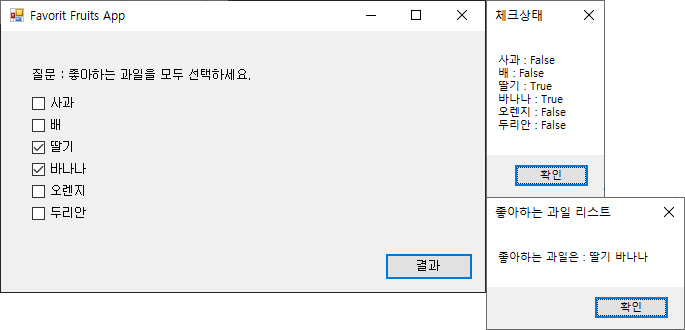 Favorit Fruits App
질문 : 좋아하는 과일을 모두 선택하세요.
사과
배
딸기
바나나
오렌지
두리안
결과
체크상태
사과 : False
배 : False
딸기 : True
바나나 : True
오렌지 : False
두리안 : False
확인
좋아하는 과일 리스트
좋아하는 과일은 : 딸기 바나나
확인